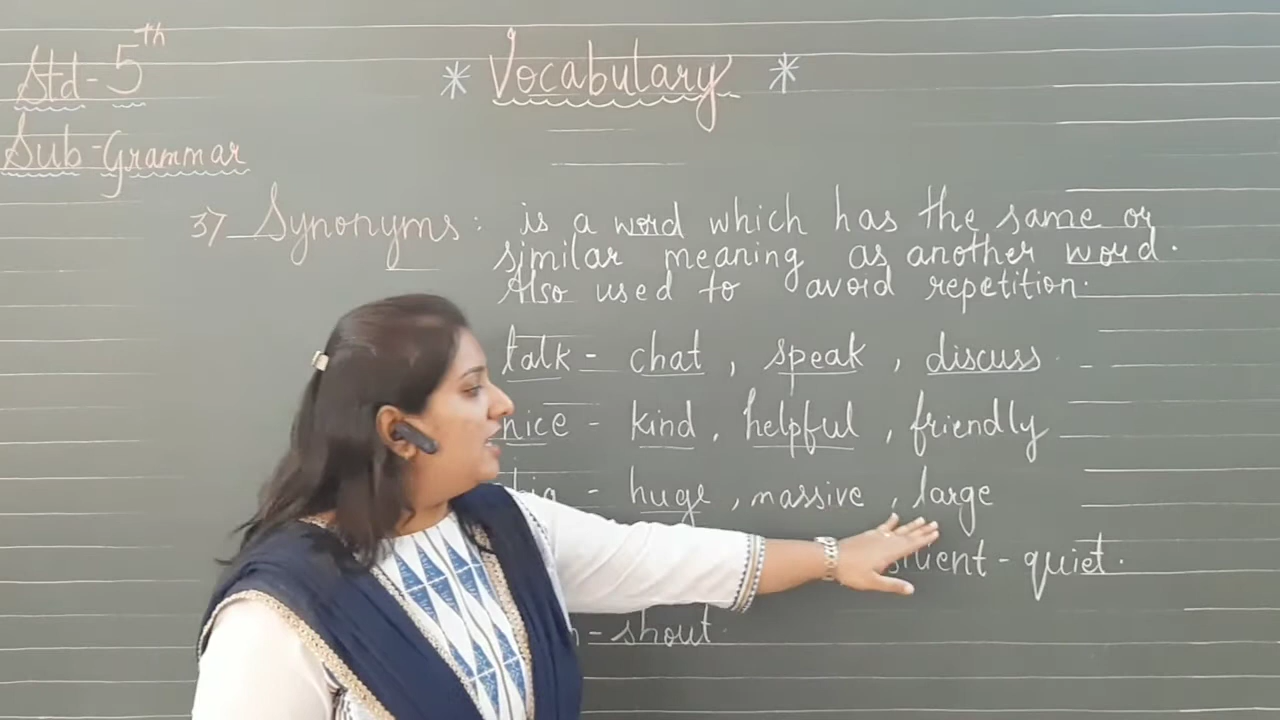 Std - 5th
* Vocabulary *
Sub - Grammar
37 Synonyms : is a word which has the same or
similar meaning as another word.
Also used to avoid repetition.
talk - chat, speak, discuss
nice - kind, helpful, friendly
big - huge, massive, large
- quiet.
- shout.